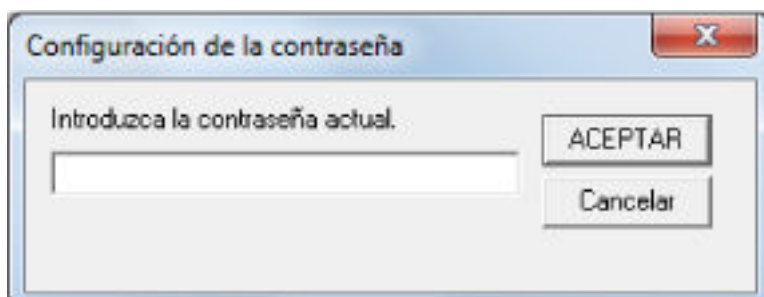 Configuración de la contraseña
Introduzca la contraseña actual.
ACEPTAR
Cancelar